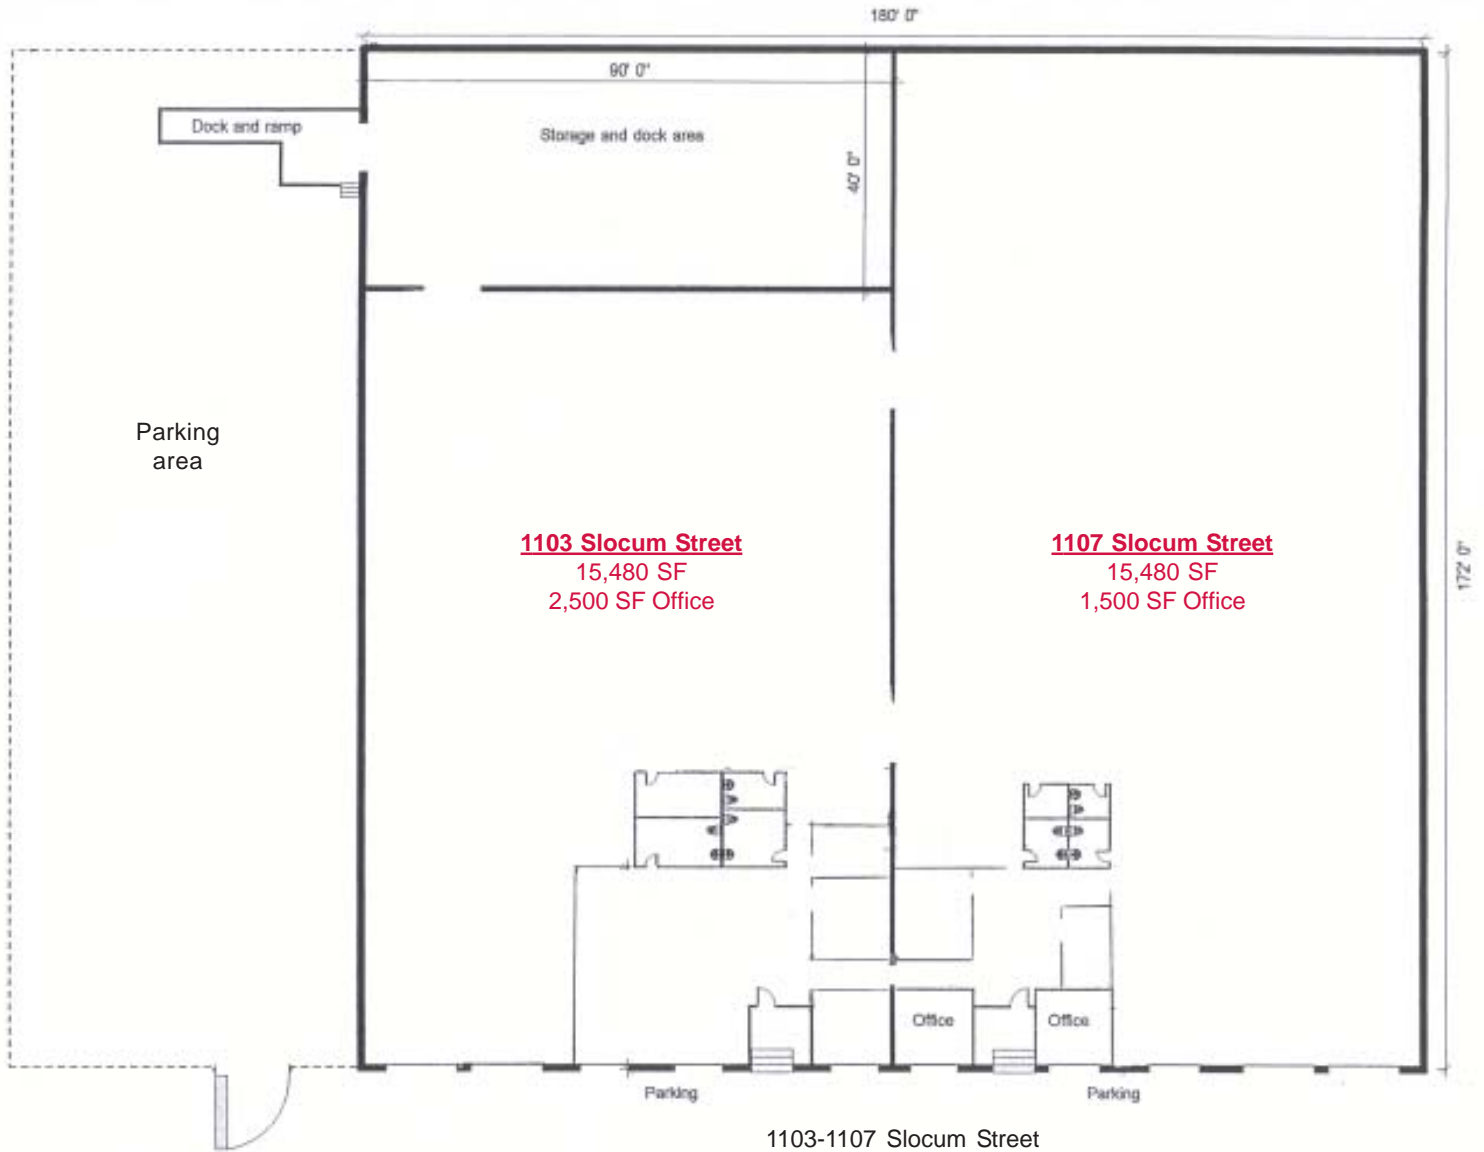 180' 0"
90' 0"
Dock and ramp
Storage and dock area
40' 0"
Parking
area
1103 Slocum Street
15,480 SF
2,500 SF Office
1107 Slocum Street
15,480 SF
1,500 SF Office
172' 0"
Office
Office
Parking
Parking
1103-1107 Slocum Street